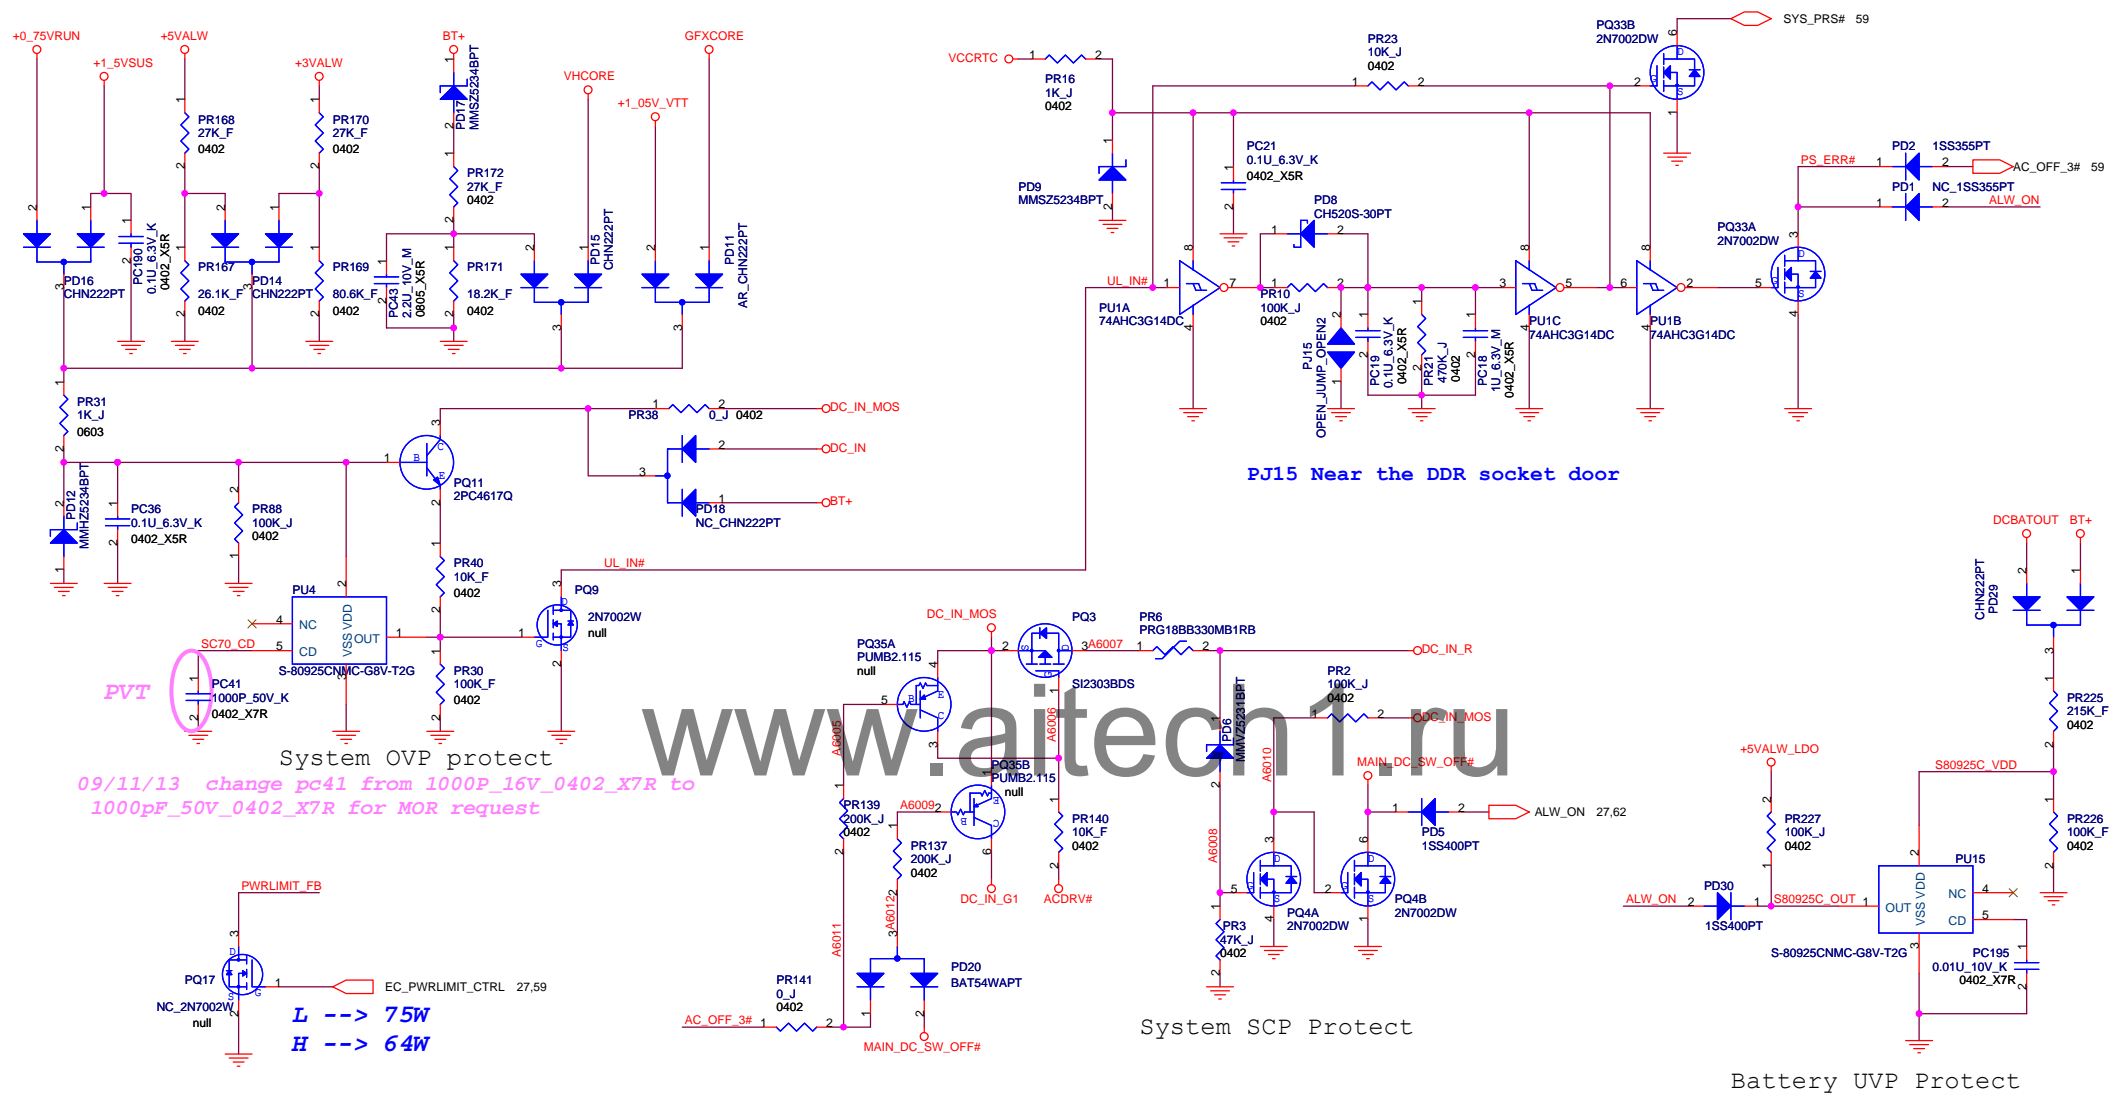 +0_75VRUN
+1_5VSUS
+5VALW
+3VALW
BT+
VHCORE
+1_05V_VTT
GFXCORE
PR168
27K_F
0402
PR170
27K_F
0402
PD17
MMSZ5234BPT
PR172
27K_F
0402
PD16
CHN222PT
PC190
0.1U_6.3V_K
0402_X5R
PR167
26.1K_F
0402
PD14
CHN222PT
PR169
80.6K_F
0402
PC43
2.2U_10V_M
0805_X5R
PR171
18.2K_F
0402
PD15
CHN222PT
PD11
AR_CHN222PT
PR31
1K_J
0603
PD12
MMHZ5234BPT
PC36
0.1U_6.3V_K
0402_X5R
PR88
100K_J
0402
PQ11
2PC4617Q
PR38
0_J 0402
DC_IN_MOS
DC_IN
BT+
PD18
NC_CHN222PT
PR40
10K_F
0402
UL_IN#
PQ9
2N7002W
null
PU4
NC
CD
VSS VDD
OUT
S-80925CNMC-G8V-T2G
SC70_CD
PC41
1000P_50V_K
0402_X7R
PVT
PR30
100K_F
0402
System OVP protect
09/11/13 change pc41 from 1000P_16V_0402_X7R to
1000pF_50V_0402_X7R for MOR request
PWRLIMIT_FB
PQ17
NC_2N7002W
null
EC_PWRLIMIT_CTRL 27,59
L --> 75W
H --> 64W
VCCRTC
PR16
1K_J
0402
PR23
10K_J
0402
PQ33B
2N7002DW
SYS_PRS# 59
PD9
MMSZ5234BPT
PC21
0.1U_6.3V_K
0402_X5R
PD8
CH520S-30PT
UL_IN#
PU1A
74AHC3G14DC
PR10
100K_J
0402
PJ15
OPEN_JUMP_OPEN2
PC19
0.1U_6.3V_K
0402_X5R
PR21
470K_J
0402
PC18
1U_6.3V_M
0402_X5R
PU1C
74AHC3G14DC
PU1B
74AHC3G14DC
PQ33A
2N7002DW
PS_ERR#
PD2
1SS355PT
AC_OFF_3# 59
PD1
NC_1SS355PT
ALW_ON
PJ15 Near the DDR socket door
DC_IN_MOS
PQ35A
PUMB2.115
null
PQ3
SI2303BDS
A6007
PR6
PRG18BB330MB1RB
DC_IN_R
A6005
A6006
PQ35B
PUMB2.115
null
PR139
200K_J
0402
A6009
PR137
200K_J
0402
PR140
10K_F
0402
DC_IN_G1
ACDRV#
A6011
A6012
PD20
BAT54WAPT
PR141
0_J
0402
AC_OFF_3#
MAIN_DC_SW_OFF#
PD6
MMVZ5231BPT
PR2
100K_J
0402
DC_IN_MOS
A6010
MAIN_DC_SW_OFF#
PD5
1SS400PT
ALW_ON 27,62
A6008
PQ4A
2N7002DW
PQ4B
2N7002DW
PR3
47K_J
0402
System SCP Protect
DCBATOUT
BT+
CHN222PT
PD29
PR225
215K_F
0402
+5VALW_LDO
S80925C_VDD
PR227
100K_J
0402
PR226
100K_F
0402
PU15
ALW_ON
PD30
1SS400PT
S80925C_OUT
OUT
VSS VDD
NC
CD
S-80925CNMC-G8V-T2G
PC195
0.01U_10V_K
0402_X7R
Battery UVP Protect
www.aitech1.ru